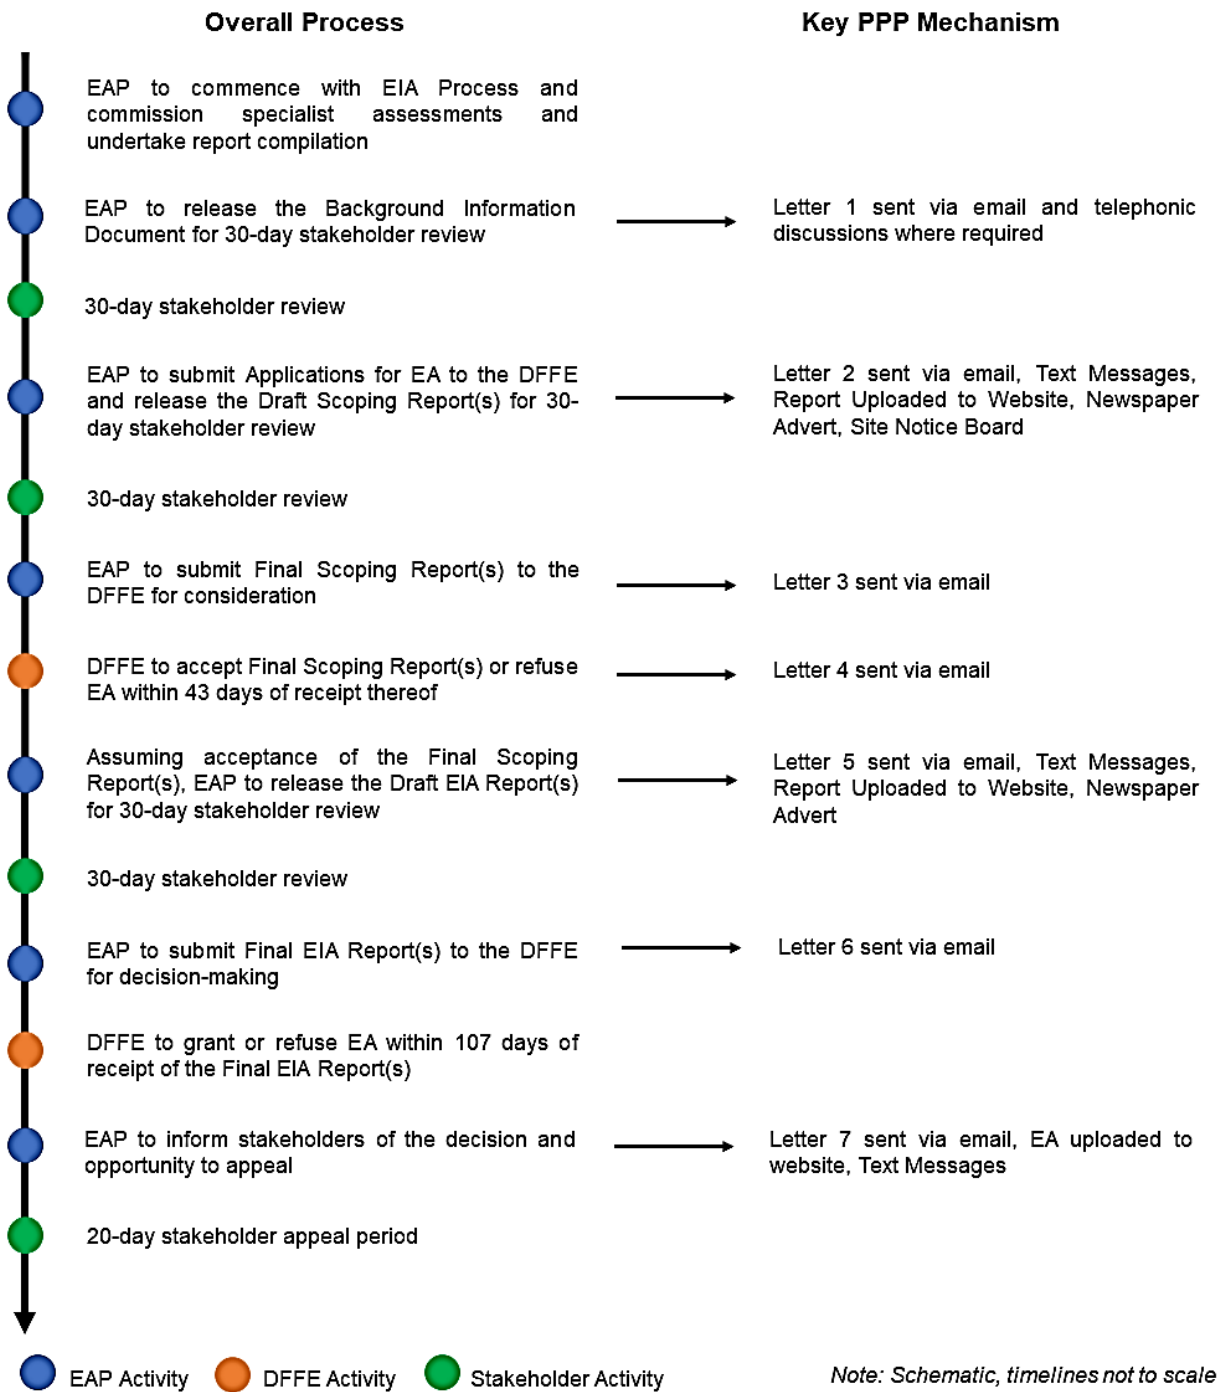 Overall Process
Key PPP Mechanism
EAP to commence with EIA Process and
commission specialist assessments and
undertake report compilation
EAP to release the Background Information
Document for 30-day stakeholder review
Letter 1 sent via email and telephonic
discussions where required
30-day stakeholder review
EAP to submit Applications for EA to the DFFE
and release the Draft Scoping Report(s) for 30-
day stakeholder review
Letter 2 sent via email, Text Messages,
Report Uploaded to Website, Newspaper
Advert, Site Notice Board
30-day stakeholder review
EAP to submit Final Scoping Report(s) to the
DFFE for consideration
Letter 3 sent via email
DFFE to accept Final Scoping Report(s) or refuse
EA within 43 days of receipt thereof
Letter 4 sent via email
Assuming acceptance of the Final Scoping
Report(s), EAP to release the Draft EIA Report(s)
for 30-day stakeholder review
Letter 5 sent via email, Text Messages,
Report Uploaded to Website, Newspaper
Advert
30-day stakeholder review
EAP to submit Final EIA Report(s) to the DFFE
for decision-making
Letter 6 sent via email
DFFE to grant or refuse EA within 107 days of
receipt of the Final EIA Report(s)
EAP to inform stakeholders of the decision and
opportunity to appeal
Letter 7 sent via email, EA uploaded to
website, Text Messages
20-day stakeholder appeal period
EAP Activity
DFFE Activity
Stakeholder Activity
Note: Schematic, timelines not to scale